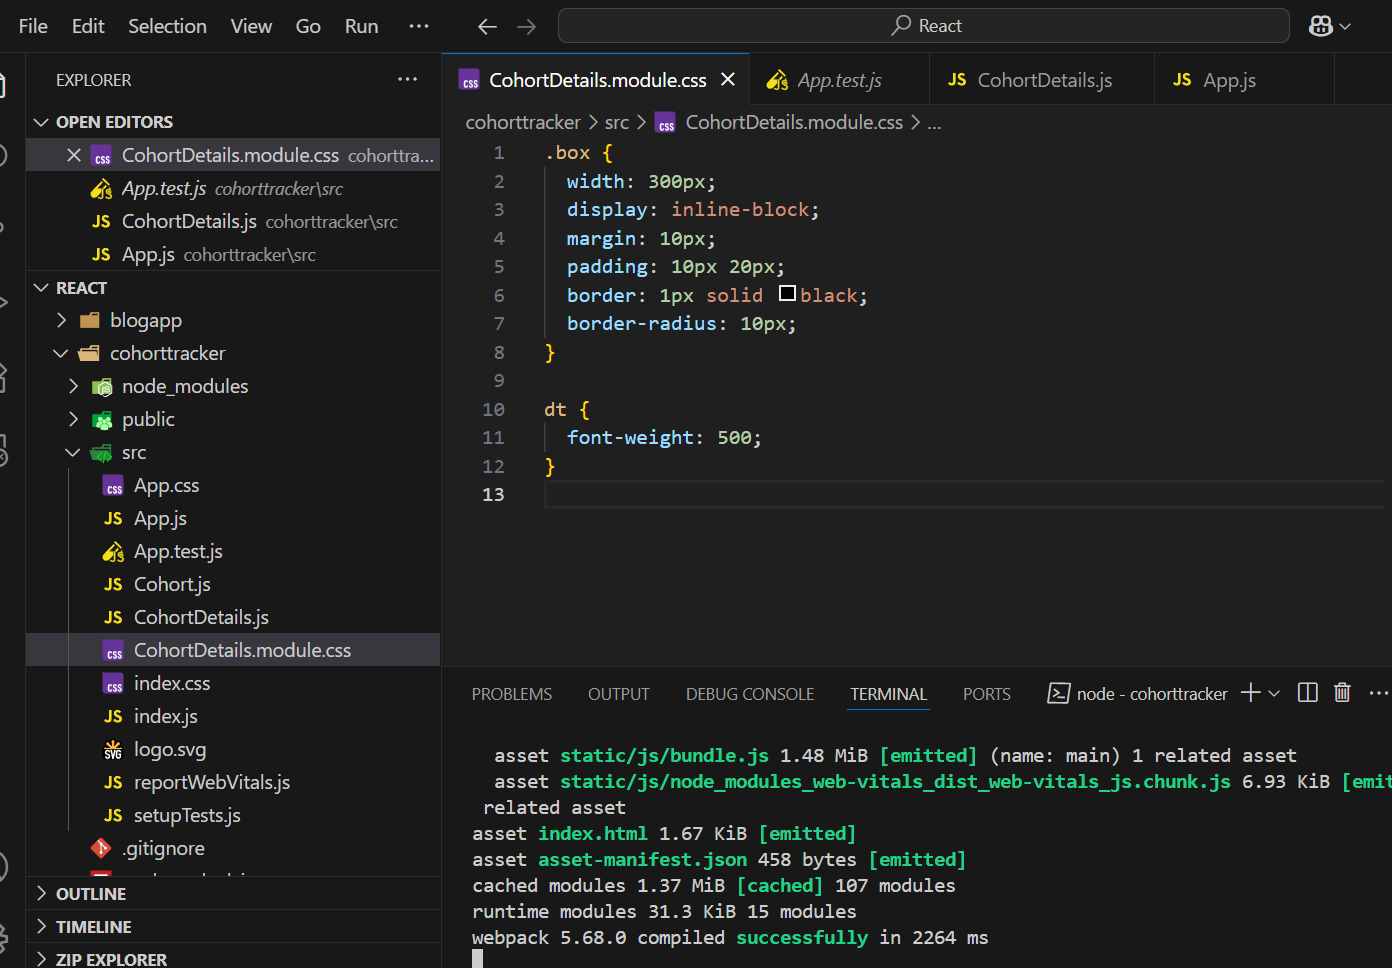 File Edit Selection View Go Run ··· React
EXPLORER ···
OPEN EDITORS
CohortDetails.module.css cohorttra...
App.test.js cohorttracker\src
CohortDetails.js cohorttracker\src
App.js cohorttracker\src
REACT
blogapp
cohorttracker
node_modules
public
src
App.css
App.js
App.test.js
Cohort.js
CohortDetails.js
CohortDetails.module.css
index.css
index.js
logo.svg
reportWebVitals.js
setupTests.js
.gitignore
OUTLINE
TIMELINE
ZIP EXPLORER
CohortDetails.module.css App.test.js JS CohortDetails.js JS App.js
cohorttracker > src > CohortDetails.module.css > ...
1 .box {
2 width: 300px;
3 display: inline-block;
4 margin: 10px;
5 padding: 10px 20px;
6 border: 1px solid black;
7 border-radius: 10px;
8 }
9
10 dt {
11 font-weight: 500;
12 }
13
PROBLEMS OUTPUT DEBUG CONSOLE TERMINAL PORTS node - cohorttracker
asset static/js/bundle.js 1.48 MiB [emitted] (name: main) 1 related asset
asset static/js/node_modules_web-vitals_dist_web-vitals_js.chunk.js 6.93 KiB [emit
related asset
asset index.html 1.67 KiB [emitted]
asset asset-manifest.json 458 bytes [emitted]
cached modules 1.37 MiB [cached] 107 modules
runtime modules 31.3 KiB 15 modules
webpack 5.68.0 compiled successfully in 2264 ms